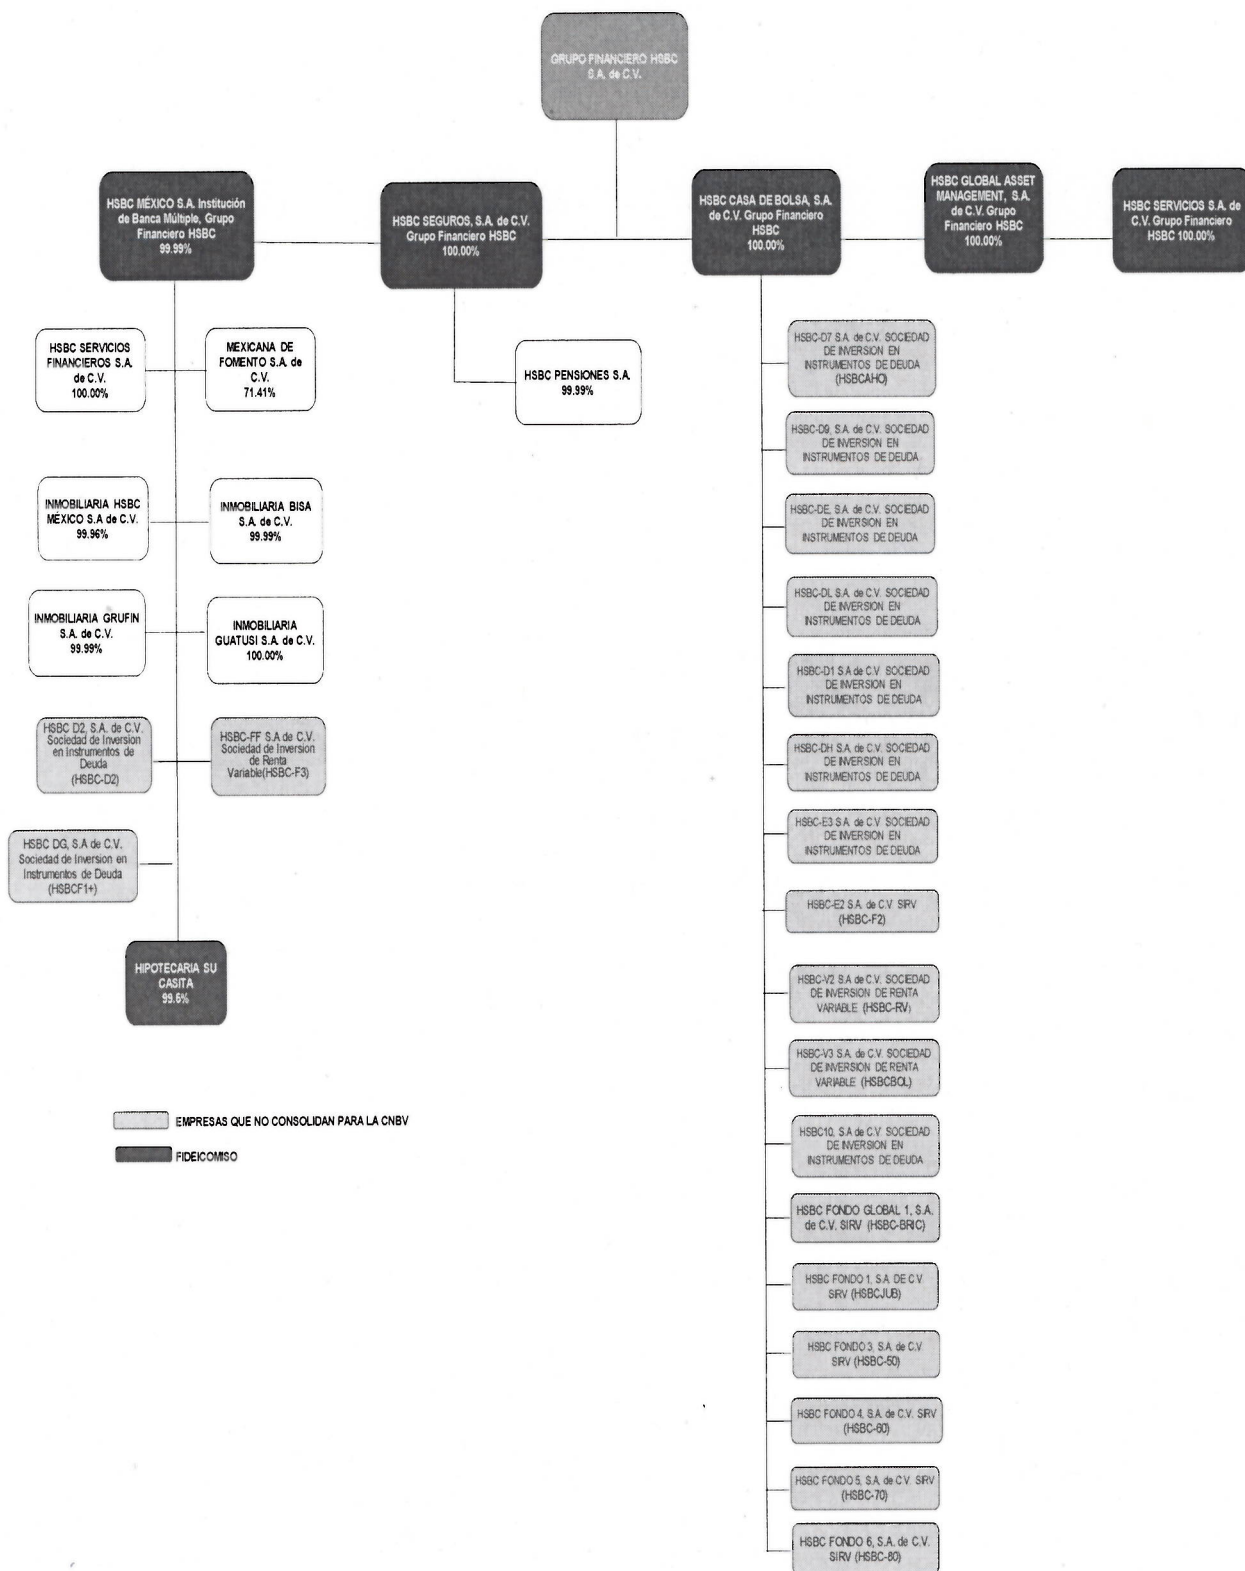 GRUPO FINANCIERO HSBC
S.A. de C.V.
HSBC MÉXICO S.A. Institución
de Banca Múltiple, Grupo
Financiero HSBC
99.99%
HSBC SEGUROS, S.A. de C.V.
Grupo Financiero HSBC
100.00%
HSBC CASA DE BOLSA, S.A.
de C.V. Grupo Financiero
HSBC
100.00%
HSBC GLOBAL ASSET
MANAGEMENT, S.A.
de C.V. Grupo
Financiero HSBC
100.00%
HSBC SERVICIOS S.A. de
C.V. Grupo Financiero
HSBC 100.00%
HSBC SERVICIOS
FINANCIEROS S.A.
de C.V.
100.00%
MEXICANA DE
FOMENTO S.A. de
C.V.
71.41%
INMOBILIARIA HSBC
MÉXICO S.A de C.V.
99.96%
INMOBILIARIA BISA
S.A. de C.V.
99.99%
INMOBILIARIA GRUFIN
S.A. de C.V.
99.99%
INMOBILIARIA
GUATUSI S.A. de C.V.
100.00%
HSBC D2, S.A. de C.V.
Sociedad de Inversion
en Instrumentos de
Deuda
(HSBC-D2)
HSBC-FF S.A de C.V.
Sociedad de Inversion
de Renta
Variable(HSBC-F3)
HSBC DG, S.A de C.V.
Sociedad de Inversion en
Instrumentos de Deuda
(HSBCF1+)
HIPOTECARIA SU
CASITA
99.6%
HSBC PENSIONES S.A.
99.99%
HSBC-D7 S.A. de C.V. SOCIEDAD
DE INVERSION EN
INSTRUMENTOS DE DEUDA
(HSBCAHO)
HSBC-D9, S.A. de C.V. SOCIEDAD
DE INVERSION EN
INSTRUMENTOS DE DEUDA
HSBC-DE, S.A. de C.V. SOCIEDAD
DE INVERSION EN
INSTRUMENTOS DE DEUDA
HSBC-DL S.A. de C.V. SOCIEDAD
DE INVERSION EN
INSTRUMENTOS DE DEUDA
HSBC-D1 S.A de C.V. SOCIEDAD
DE INVERSION EN
INSTRUMENTOS DE DEUDA
HSBC-DH S.A. de C.V. SOCIEDAD
DE INVERSION EN
INSTRUMENTOS DE DEUDA
HSBC-E3 S.A. de C.V. SOCIEDAD
DE INVERSION EN
INSTRUMENTOS DE DEUDA
HSBC-E2 S.A. de C.V. SIRV
(HSBC-F2)
HSBC-V2 S.A de C.V. SOCIEDAD
DE INVERSION DE RENTA
VARIABLE (HSBC-RV)
HSBC-V3 S.A. de C.V. SOCIEDAD
DE INVERSION DE RENTA
VARIABLE (HSBCBOL)
HSBC10, S.A de C.V. SOCIEDAD
DE INVERSION EN
INSTRUMENTOS DE DEUDA
HSBC FONDO GLOBAL 1, S.A.
de C.V. SIRV (HSBC-BRIC)
HSBC FONDO 1, S.A. DE C.V
SIRV (HSBCJUB)
HSBC FONDO 3, S.A. de C.V
SIRV (HSBC-50)
HSBC FONDO 4, S.A. de C.V. SIRV
(HSBC-60)
HSBC FONDO 5, S.A. de C.V. SIRV
(HSBC-70)
HSBC FONDO 6, S.A. de C.V.
SIRV (HSBC-80)
EMPRESAS QUE NO CONSOLIDAN PARA LA CNBV
FIDEICOMISO